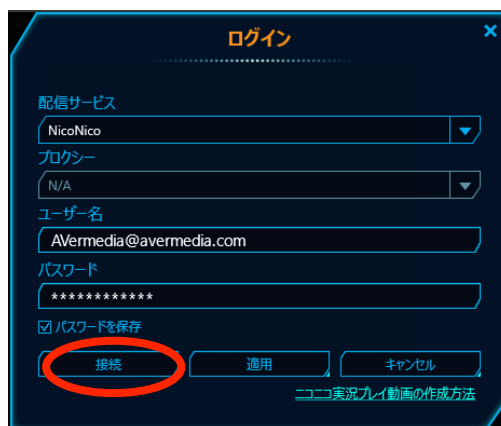 ログイン
配信サービス
NicoNico
プロクシー
N/A
ユーザー名
AVermedia@avermedia.com
パスワード
************
パスワードを保存
接続 適用 キャンセル
ニコニコ実況プレイ動画の作成方法